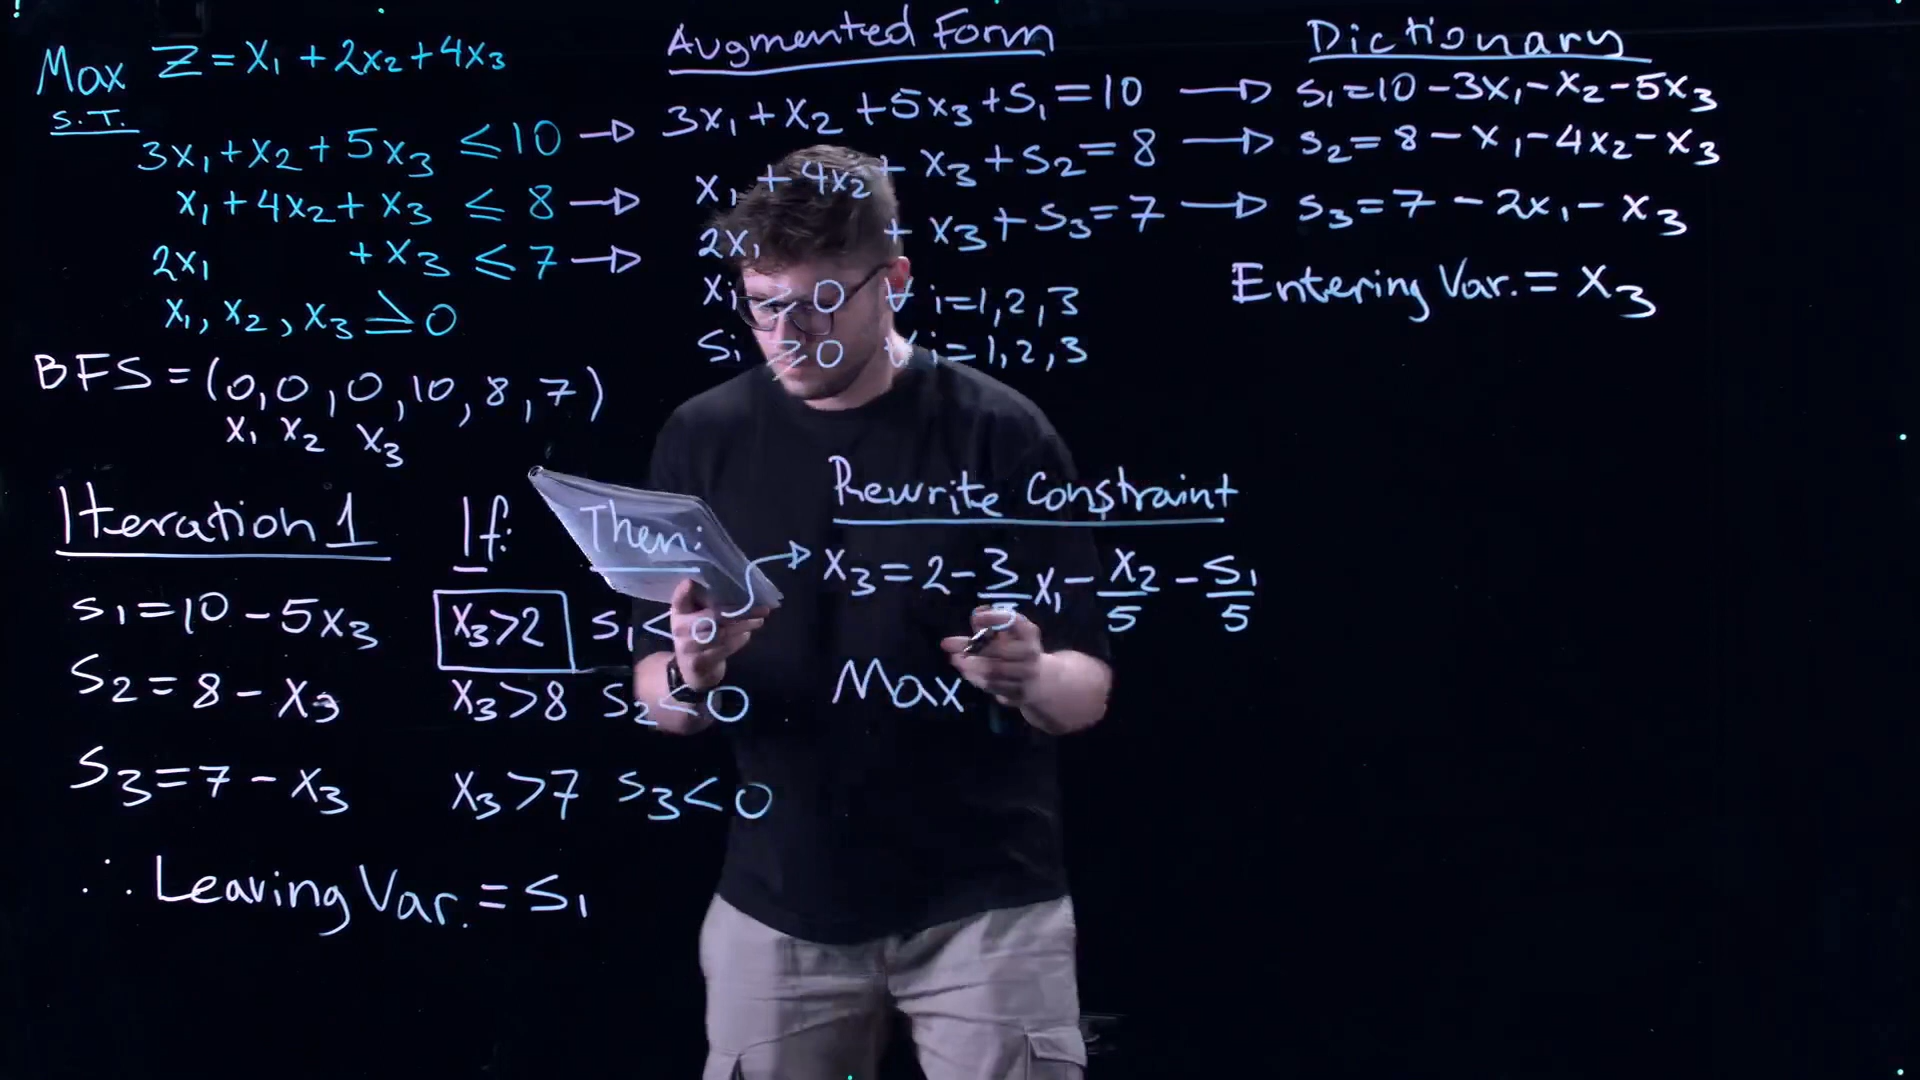 Max Z = x₁ + 2x₂ + 4x₃
S.T.
3x₁ + x₂ + 5x₃ ≤ 10 →
x₁ + 4x₂ + x₃ ≤ 8 →
2x₁ + x₃ ≤ 7 →
x₁, x₂, x₃ ≥ 0
BFS = (0, 0, 0, 10, 8, 7)
x₁ x₂ x₃
Augmented Form
3x₁ + x₂ + 5x₃ + S₁ = 10 →
x₁ + 4x₂ + x₃ + S₂ = 8 →
2x₁ + x₃ + S₃ = 7 →
xᵢ ≥ 0 ∀ i = 1, 2, 3
Sᵢ ≥ 0 ∀ i = 1, 2, 3
Dictionary
S₁ = 10 - 3x₁ - x₂ - 5x₃
S₂ = 8 - x₁ - 4x₂ - x₃
S₃ = 7 - 2x₁ - x₃
Entering Var. = x₃
Iteration 1
S₁ = 10 - 5x₃
S₂ = 8 - x₃
S₃ = 7 - x₃
If: Then:
x₃ > 2 S₁ < 0
x₃ > 8 S₂ < 0
x₃ > 7 S₃ < 0
∴ Leaving Var. = S₁
Rewrite Constraint
→ x₃ = 2 - 3/5 x₁ - x₂/5 - S₁/5
Max